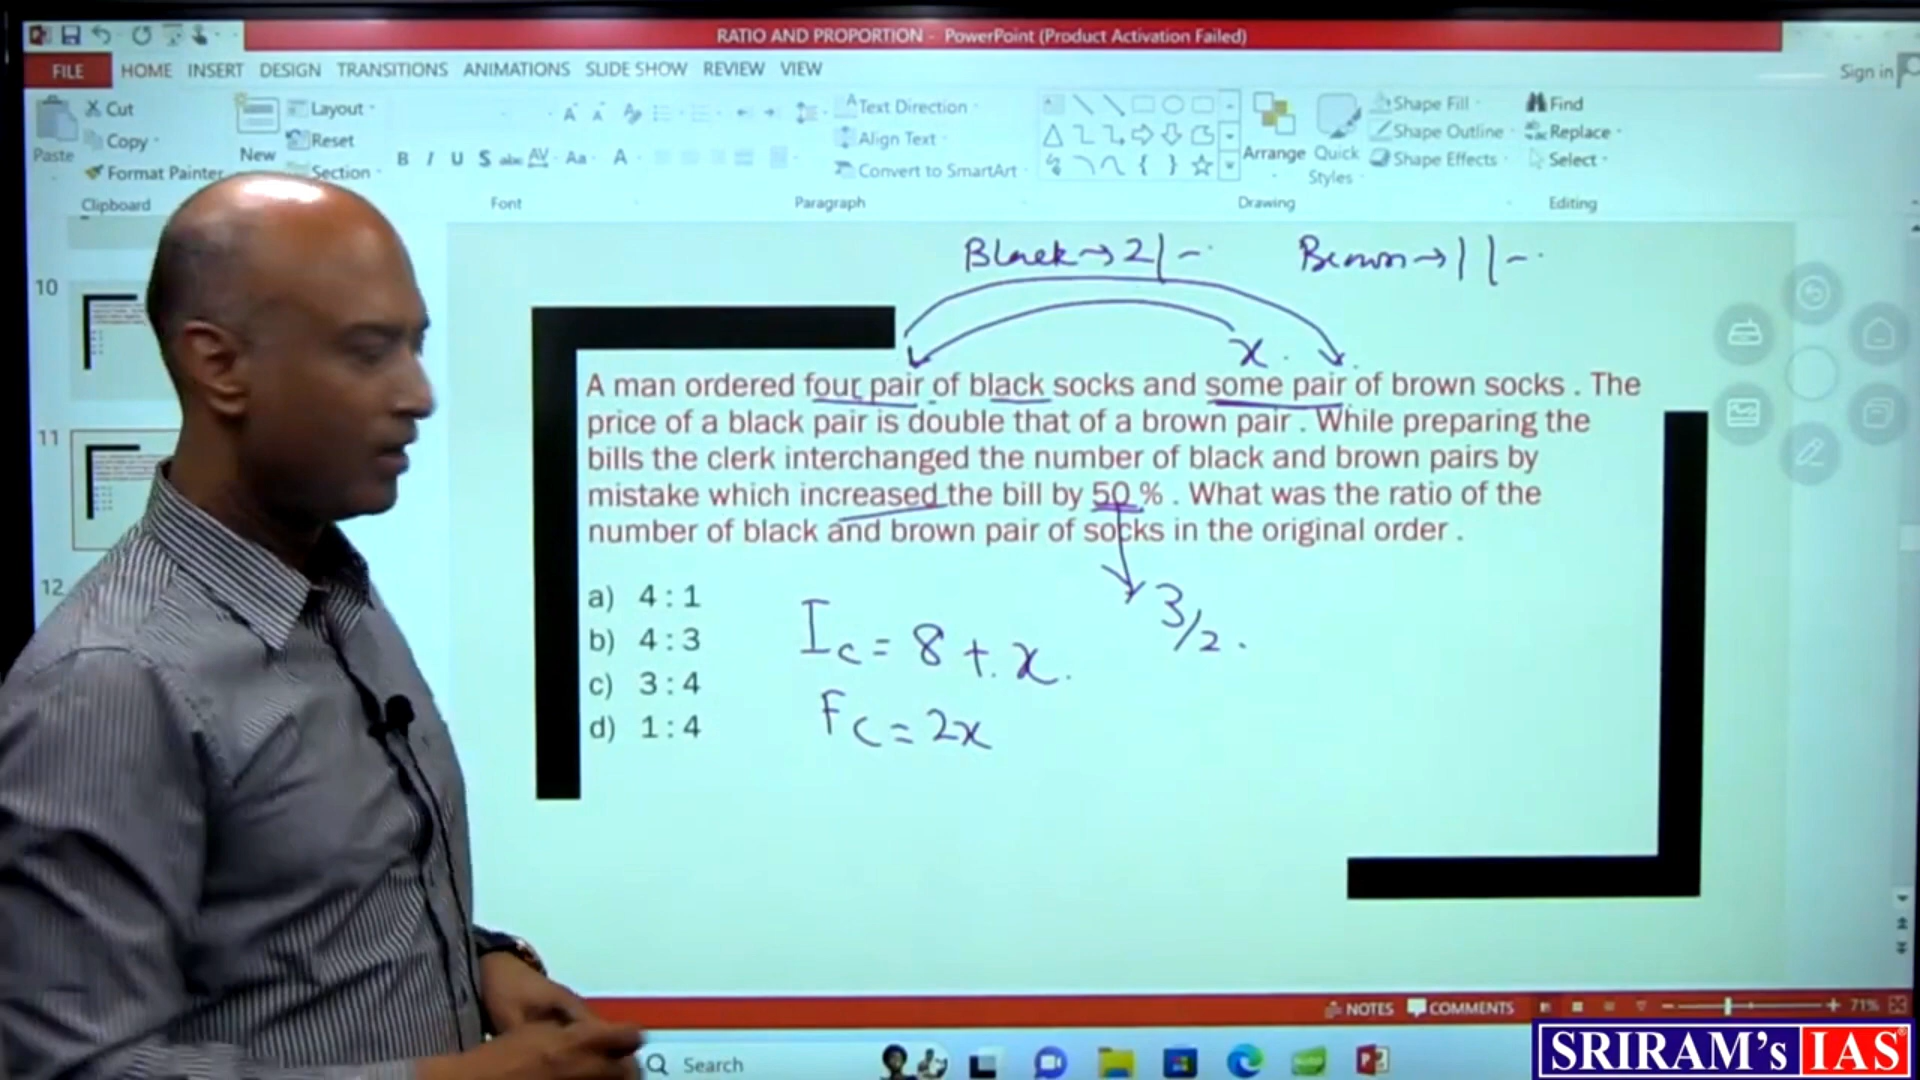 RATIO AND PROPORTION - PowerPoint (Product Activation Failed)
FILE HOME INSERT DESIGN TRANSITIONS ANIMATIONS SLIDE SHOW REVIEW VIEW
Sign in
Cut
Copy
Format Painter
Paste
Clipboard
New
Layout
Reset
Section
B I U S abc AV Aa A
Font
Text Direction
Align Text
Convert to SmartArt
Paragraph
Arrange
Quick Styles
Shape Fill
Shape Outline
Shape Effects
Drawing
Find
Replace
Select
Editing
10
11
12
Black→2/-. Brown→1/-.
x.
A man ordered four pair of black socks and some pair of brown socks . The
price of a black pair is double that of a brown pair . While preparing the
bills the clerk interchanged the number of black and brown pairs by
mistake which increased the bill by 50 % . What was the ratio of the
number of black and brown pair of socks in the original order .
a) 4 : 1
b) 4 : 3
c) 3 : 4
d) 1 : 4
3/2.
Ic = 8 + x.
Fc = 2x
NOTES COMMENTS 71%
Search
SRIRAM's IAS